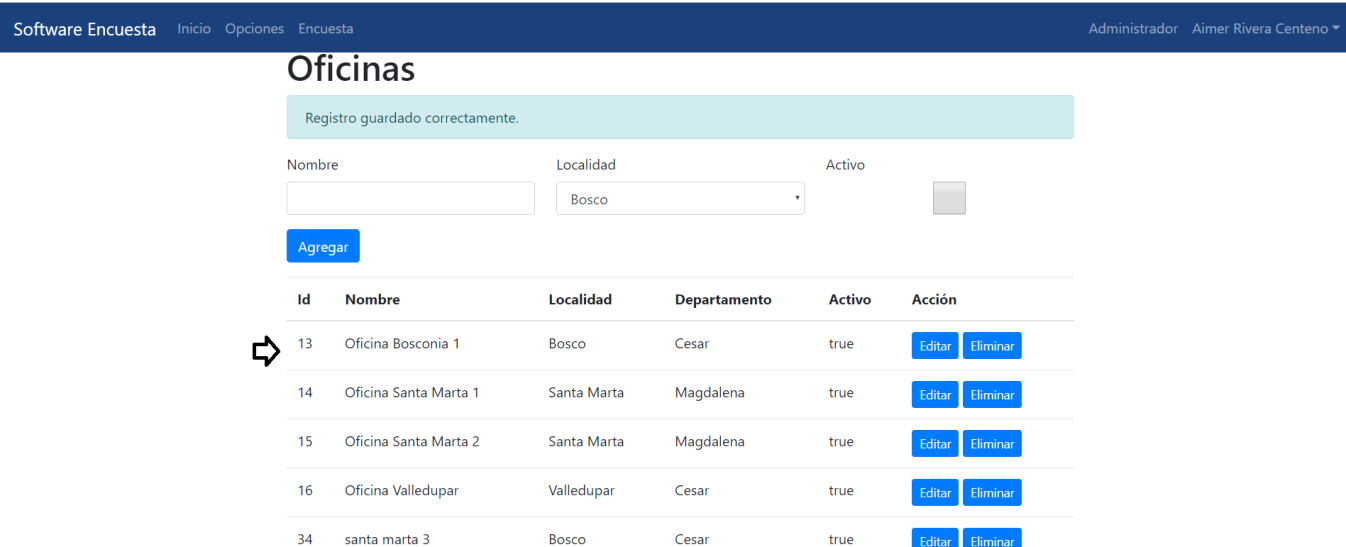 Software Encuesta Inicio Opciones Encuesta Administrador Aimer Rivera Centeno
Oficinas
Registro guardado correctamente.
Nombre Localidad Activo
Bosco
Agregar
Id Nombre Localidad Departamento Activo Acción
13 Oficina Bosconia 1 Bosco Cesar true Editar Eliminar
14 Oficina Santa Marta 1 Santa Marta Magdalena true Editar Eliminar
15 Oficina Santa Marta 2 Santa Marta Magdalena true Editar Eliminar
16 Oficina Valledupar Valledupar Cesar true Editar Eliminar
34 santa marta 3 Bosco Cesar true Editar Eliminar